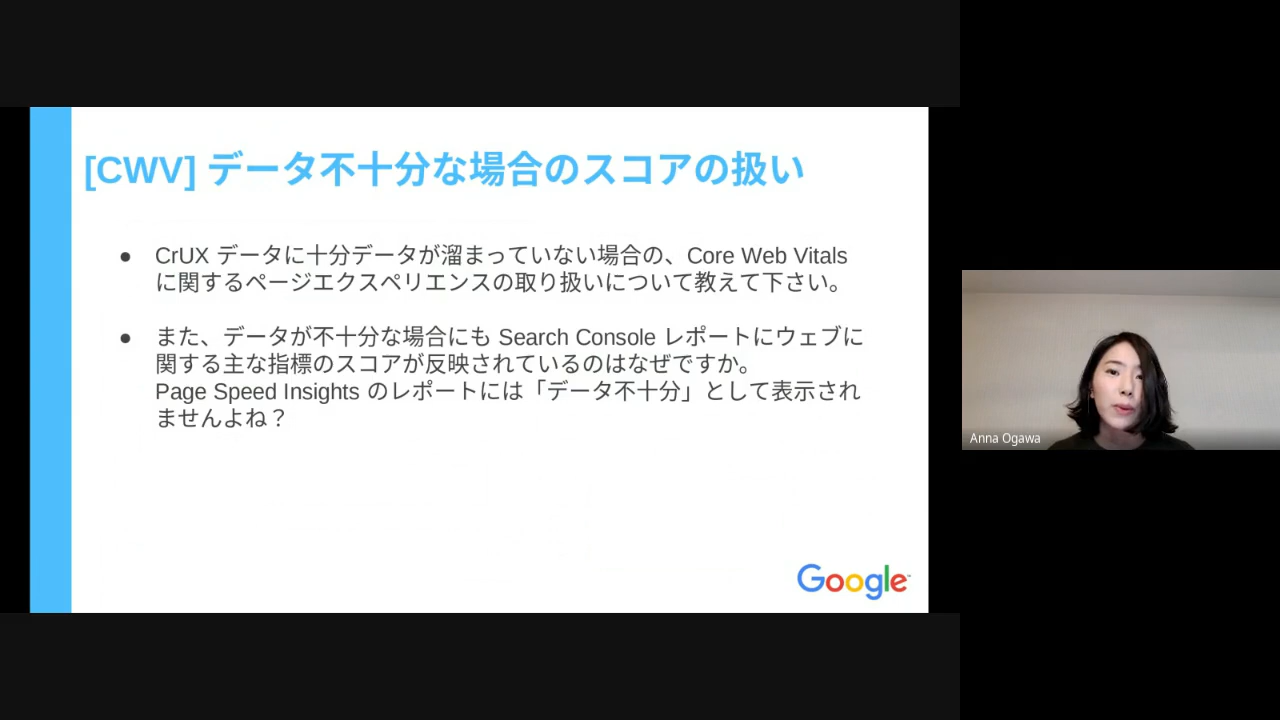 [CWV] データ不十分な場合のスコアの扱い
● CrUX データに十分データが溜まっていない場合の、Core Web Vitals
に関するページエクスペリエンスの取り扱いについて教えて下さい。
● また、データが不十分な場合にも Search Console レポートにウェブに
関する主な指標のスコアが反映されているのはなぜですか。
Page Speed Insights のレポートには「データ不十分」として表示され
ませんよね？
Google
Anna Ogawa